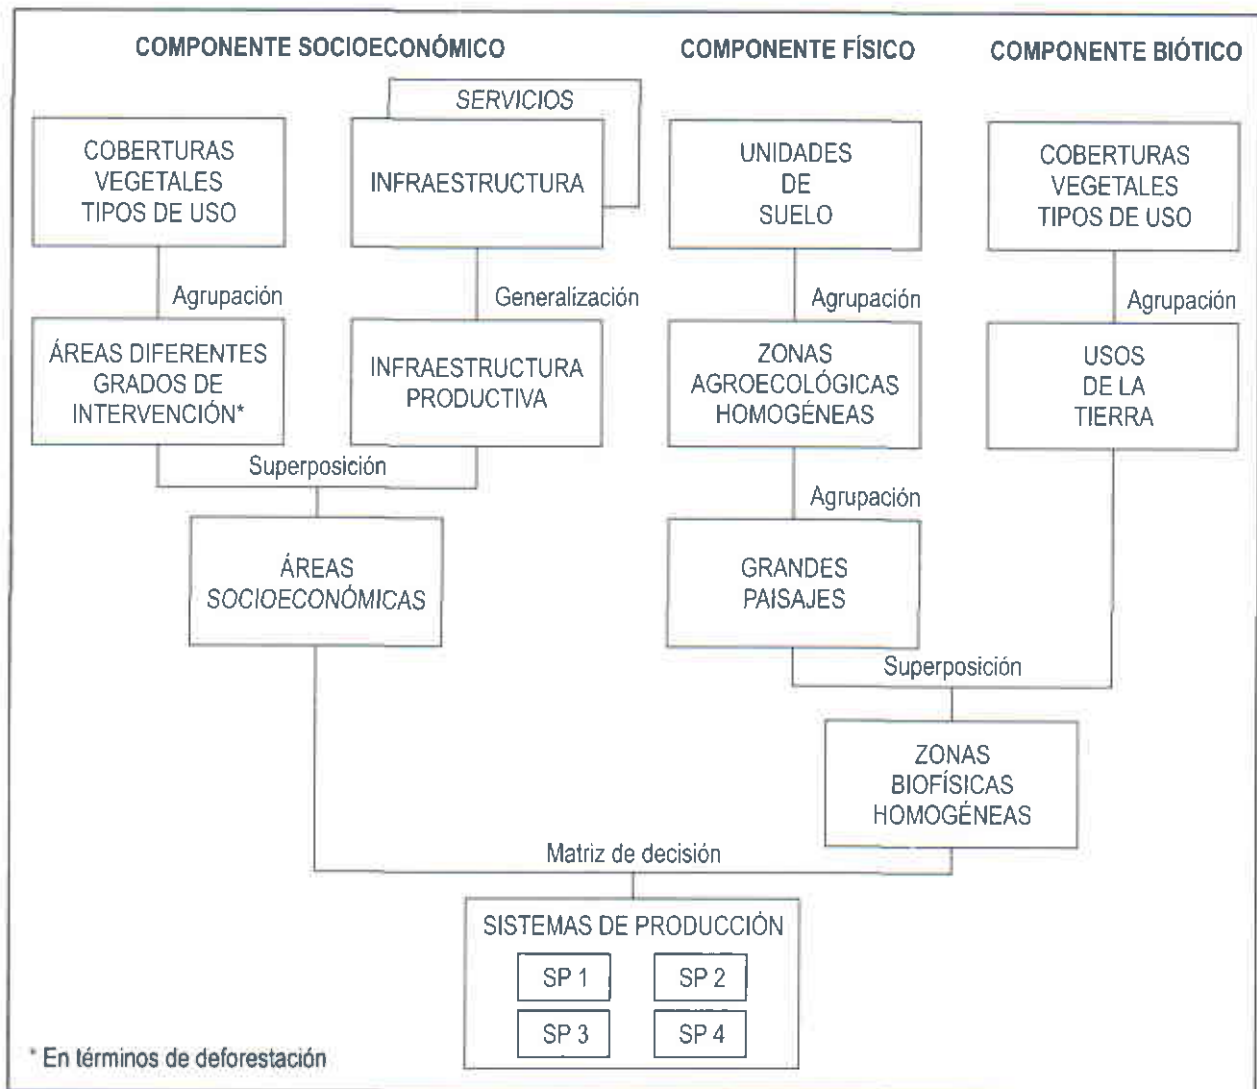 COMPONENTE SOCIOECONÓMICO
COMPONENTE FÍSICO
COMPONENTE BIÓTICO
SERVICIOS
COBERTURAS
VEGETALES
TIPOS DE USO
INFRAESTRUCTURA
UNIDADES
DE
SUELO
COBERTURAS
VEGETALES
TIPOS DE USO
Agrupación
Generalización
Agrupación
Agrupación
ÁREAS DIFERENTES
GRADOS DE
INTERVENCIÓN*
INFRAESTRUCTURA
PRODUCTIVA
ZONAS
AGROECOLÓGICAS
HOMOGÉNEAS
USOS
DE LA
TIERRA
Superposición
Agrupación
ÁREAS
SOCIOECONÓMICAS
GRANDES
PAISAJES
Superposición
ZONAS
BIOFÍSICAS
HOMOGÉNEAS
Matriz de decisión
SISTEMAS DE PRODUCCIÓN
SP 1
SP 2
SP 3
SP 4
* En términos de deforestación